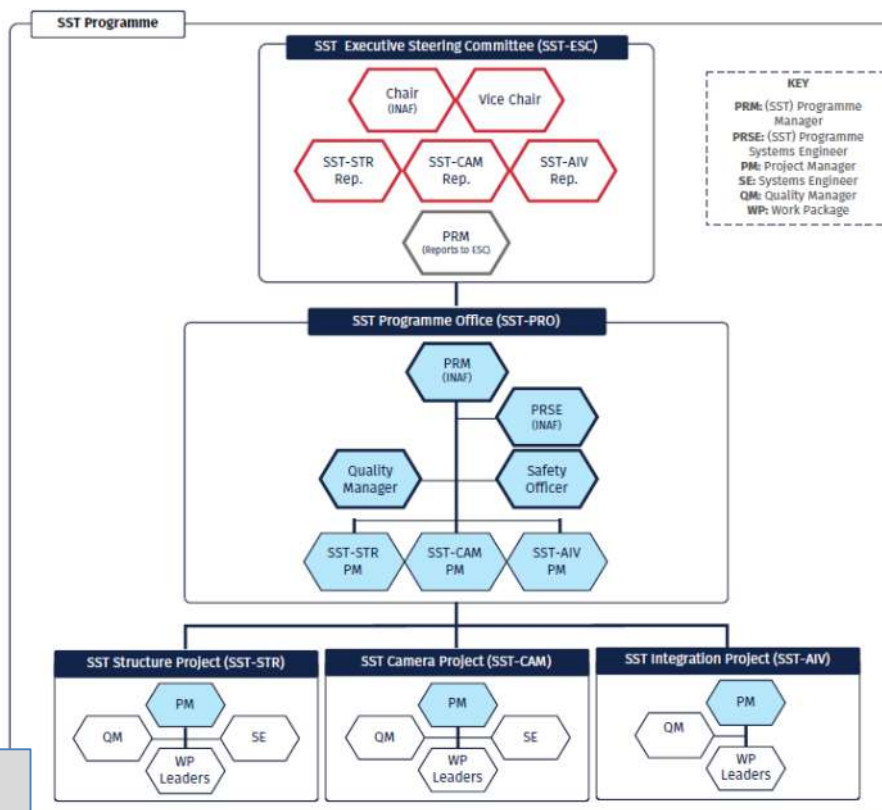 SST Programme
SST Executive Steering Committee (SST-ESC)
Chair
(INAF)
Vice Chair
SST-STR
Rep.
SST-CAM
Rep.
SST-AIV
Rep.
PRM
(Reports to ESC)
KEY
PRM: (SST) Programme
Manager
PRSE: (SST) Programme
Systems Engineer
PM: Project Manager
SE: Systems Engineer
QM: Quality Manager
WP: Work Package
SST Programme Office (SST-PRO)
PRM
(INAF)
PRSE
(INAF)
Quality
Manager
Safety
Officer
SST-STR
PM
SST-CAM
PM
SST-AIV
PM
SST Structure Project (SST-STR)
PM
QM
SE
WP
Leaders
SST Camera Project (SST-CAM)
PM
QM
SE
WP
Leaders
SST Integration Project (SST-AIV)
PM
QM
WP
Leaders